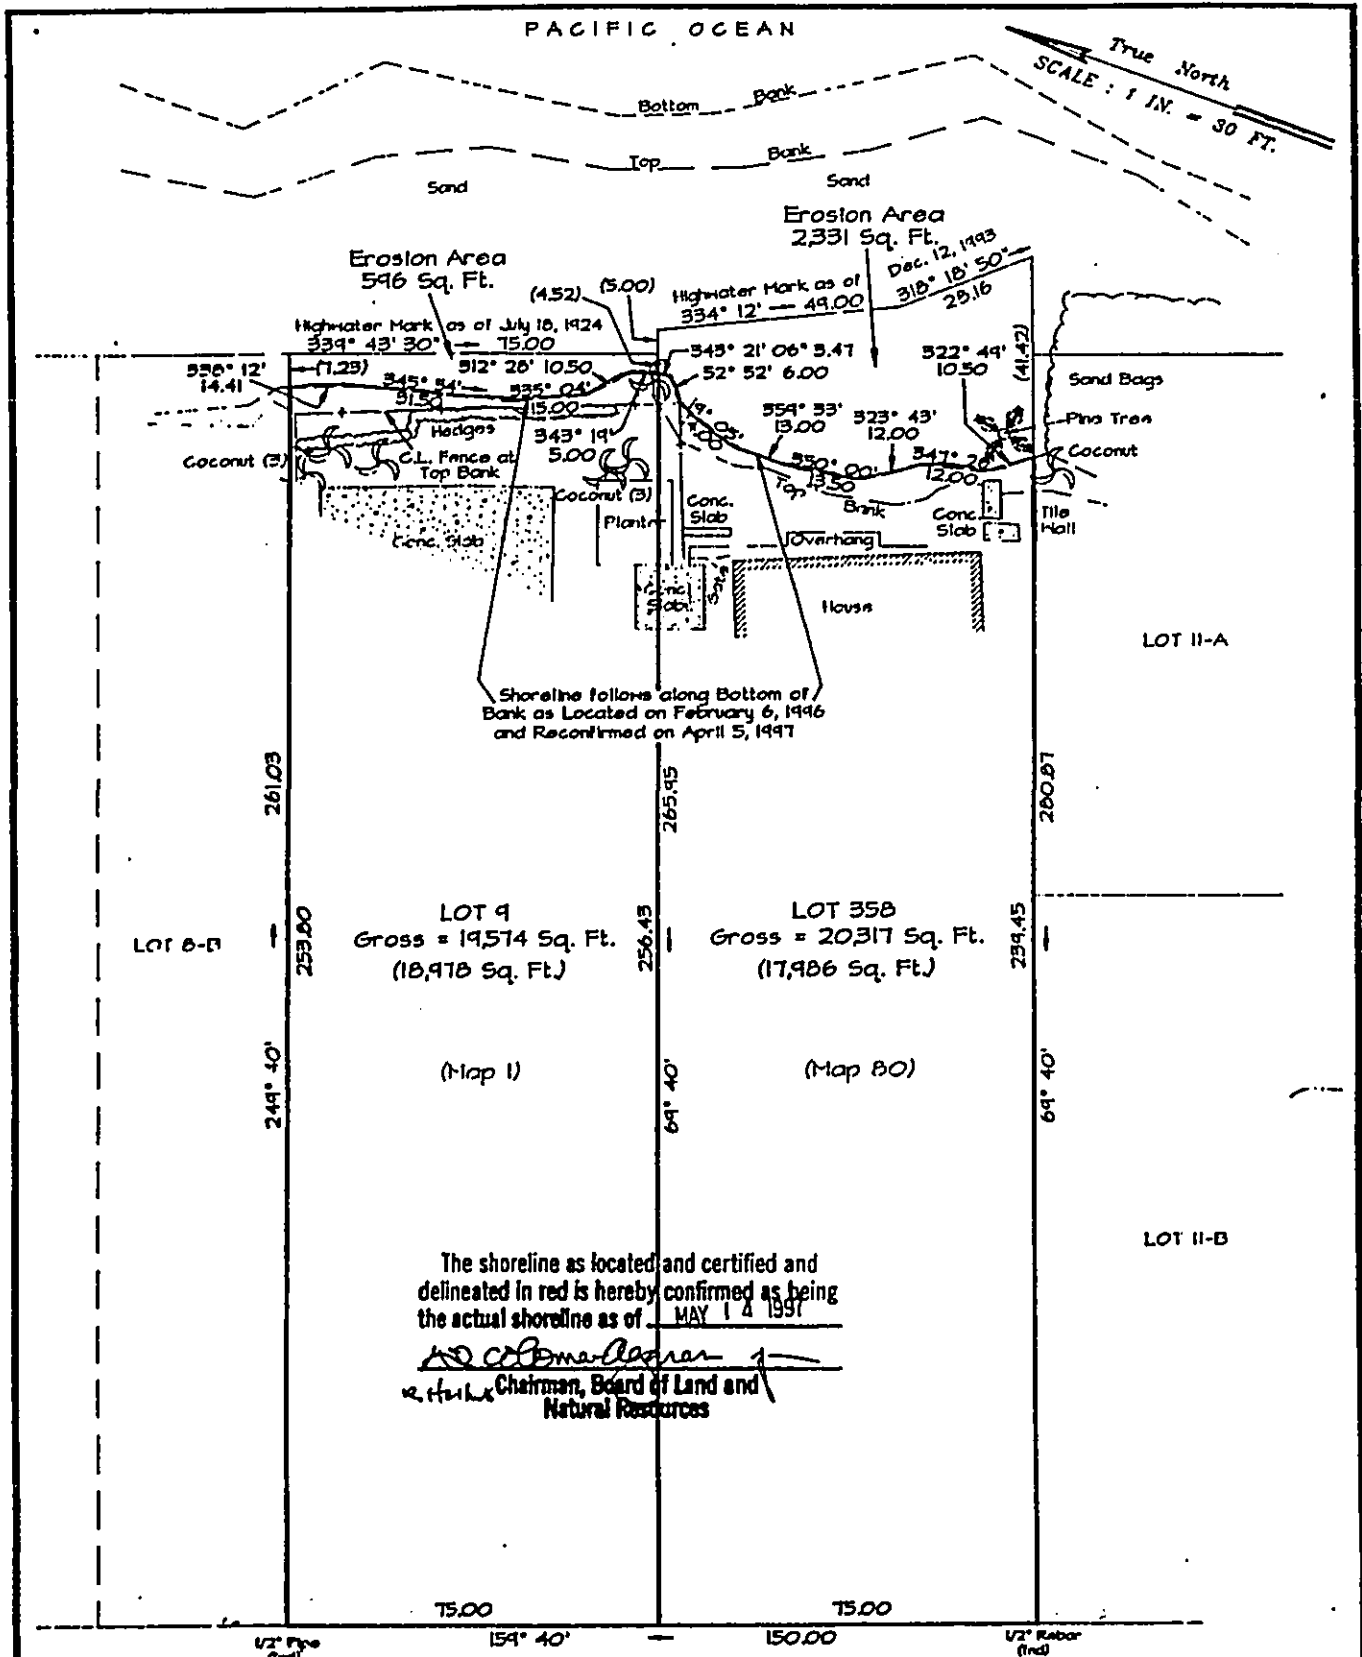 PACIFIC OCEAN
True North
SCALE : 1 IN. = 30 FT.
Bottom Bank
Top Bank
Sand
Sand
Erosion Area
2,331 Sq. Ft.
Erosion Area
596 Sq. Ft.
Dec. 12, 1993
318° 18' 50"
(4.52)
(5.00)
Highwater Mark as of
334° 12' 49.00
Highwater Mark as of July 18, 1924
339° 43' 30" 75.00
(7.23)
14.41
312° 28' 10.50
343° 21' 06" 3.47
52° 52' 6.00
322° 49'
10.50
(41.42)
Sand Bags
Pine Tree
Coconut
335° 04'
15.00
31.50
359° 33'
13.00
323° 43'
12.00
12.00
13.50
343° 19'
5.00
Hedges
C.L. Fence at
Top Bank
Coconut (3)
Coconut (3)
Top Bank
Conc.
Slab
Conc.
Slab
Tile
Wall
Conc. Slab
Overhang
Conc.
Slab
House
LOT 11-A
Shoreline follows along Bottom of
Bank as Located on February 6, 1996
and Reconfirmed on April 5, 1997
261.03
265.95
280.87
LOT 8-B
253.80
LOT 9
Gross = 19,574 Sq. Ft.
(18,978 Sq. Ft.)
256.43
LOT 358
Gross = 20,317 Sq. Ft.
(17,986 Sq. Ft.)
239.45
249° 40'
(Map 1)
69° 40'
(Map 80)
69° 40'
LOT 11-B
The shoreline as located and certified and
delineated in red is hereby confirmed as being
the actual shoreline as of MAY 14 1997
Chairman, Board of Land and
Natural Resources
75.00
75.00
1/2" Pipe
(fnd)
159° 40'
150.00
1/2" Rebar
(fnd)